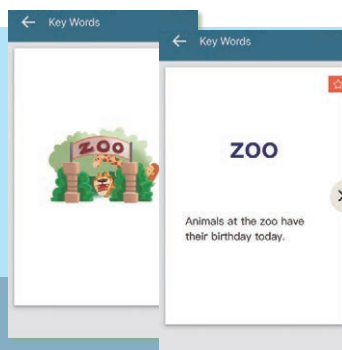 Key Words
ZOO
Key Words
ZOO
Animals at the zoo have
their birthday today.